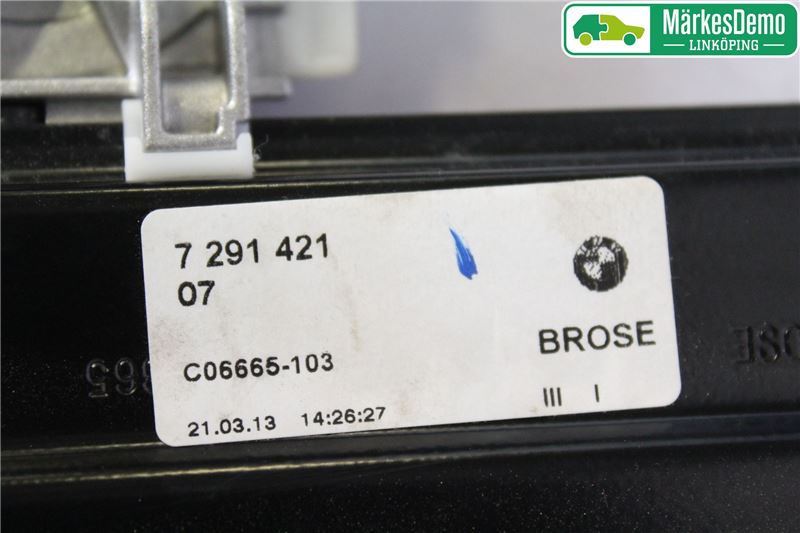 MärkesDemo
LINKÖPING
7 291 421
07
BROSE
C06665-103
21.03.13 14:26:27
III I